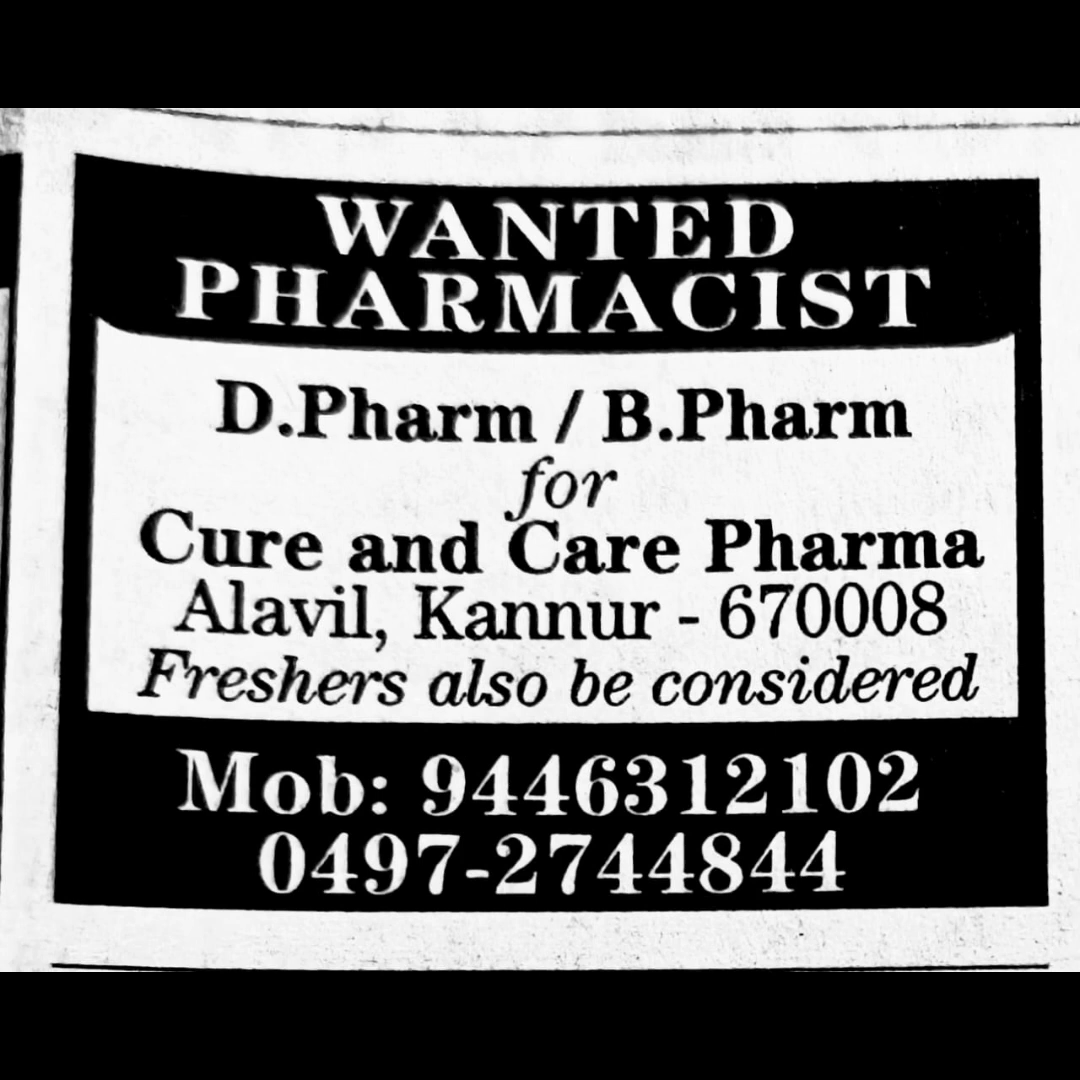 WANTED
PHARMACIST
D.Pharm / B.Pharm
for
Cure and Care Pharma
Alavil, Kannur - 670008
Freshers also be considered
Mob: 9446312102
0497-2744844